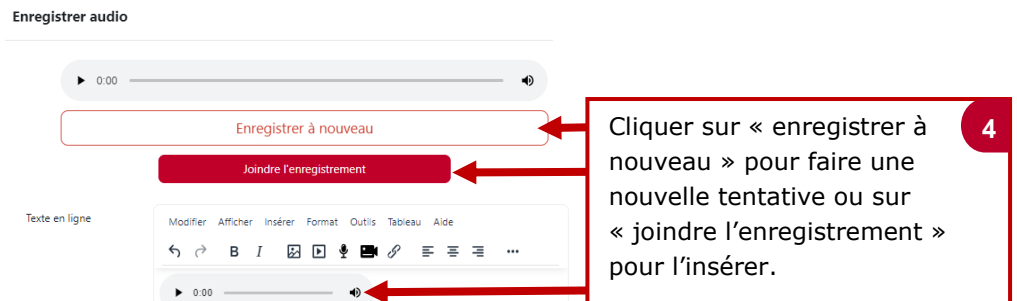 Enregistrer audio
0:00
Enregistrer à nouveau
Joindre l'enregistrement
Cliquer sur « enregistrer à
nouveau » pour faire une
nouvelle tentative ou sur
« joindre l’enregistrement »
pour l’insérer.
4
Texte en ligne
Modifier Afficher Insérer Format Outils Tableau Aide
B I
0:00